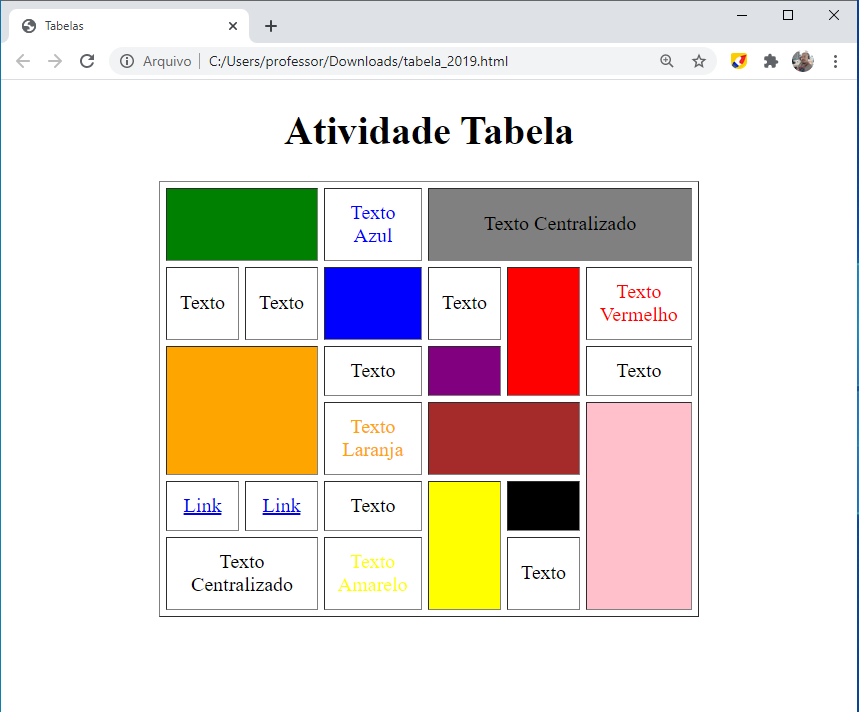 Tabelas
Arquivo
C:/Users/professor/Downloads/tabela_2019.html
Atividade Tabela
Texto
Azul
Texto Centralizado
Texto
Texto
Texto
Texto
Vermelho
Texto
Texto
Texto
Laranja
Link
Link
Texto
Texto
Centralizado
Texto
Amarelo
Texto